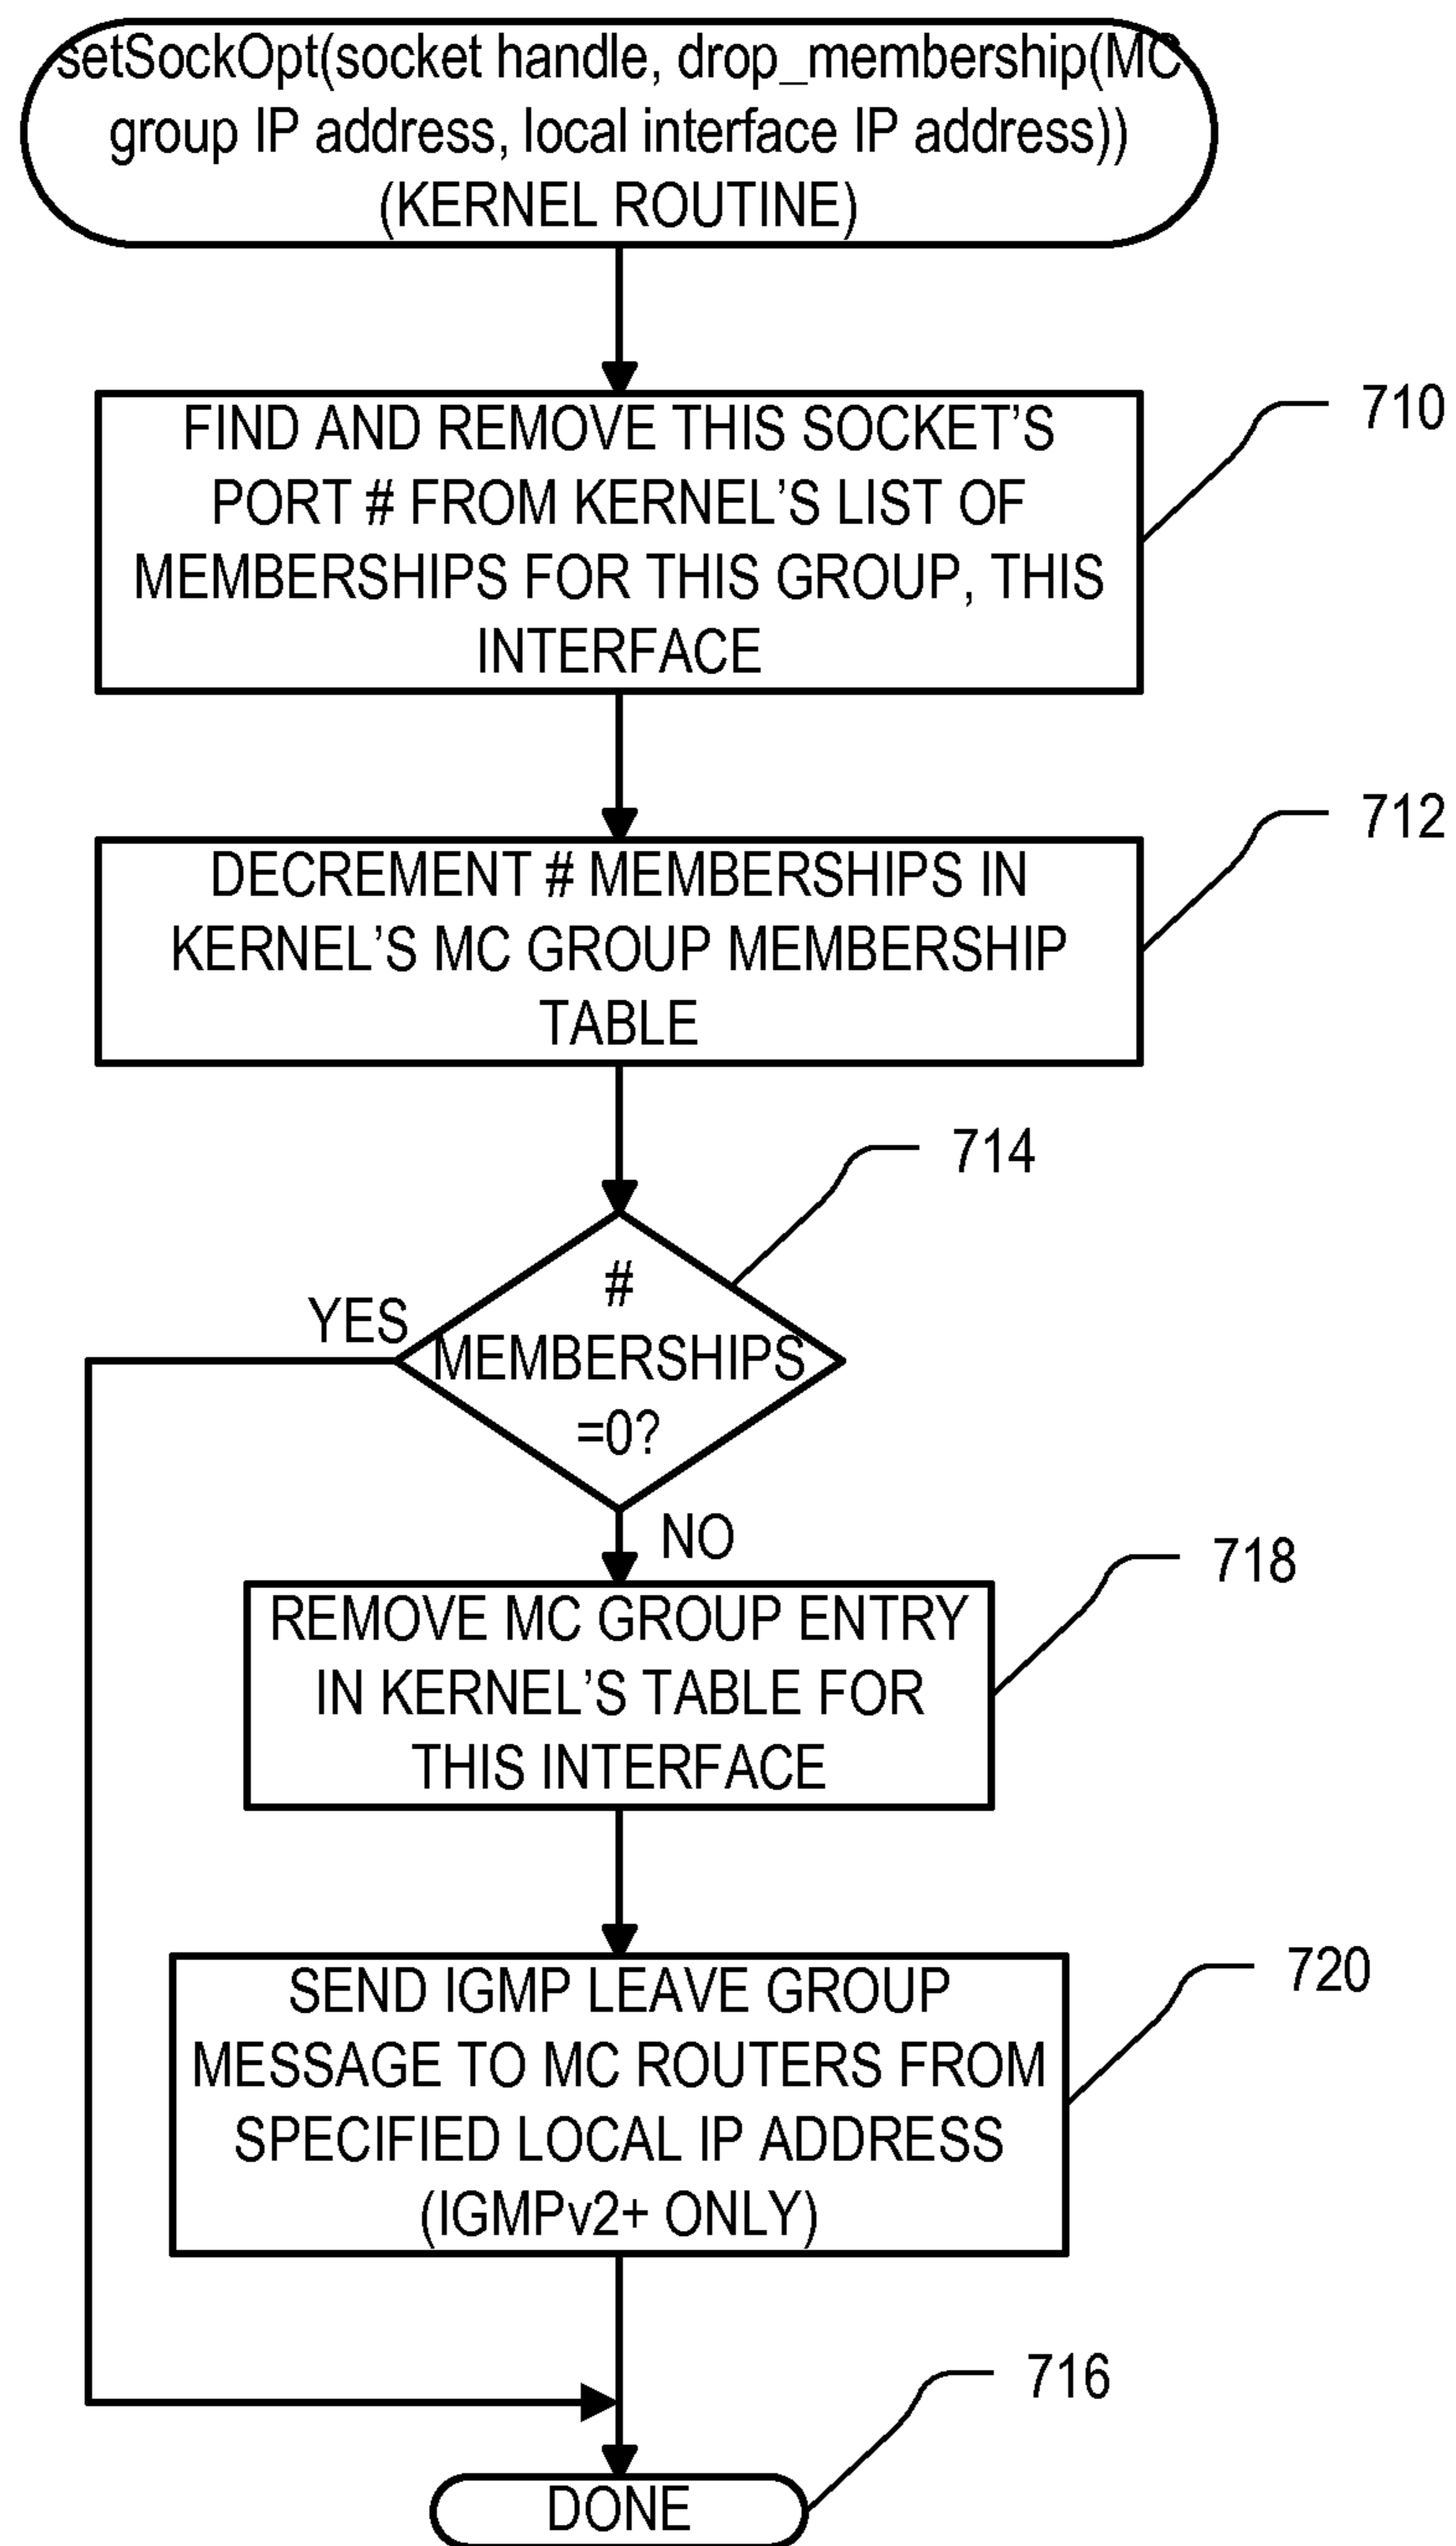 setSockOpt(socket handle, drop_membership(MC
group IP address, local interface IP address))
(KERNEL ROUTINE)
710
FIND AND REMOVE THIS SOCKET’S
PORT # FROM KERNEL’S LIST OF
MEMBERSHIPS FOR THIS GROUP, THIS
INTERFACE
712
DECREMENT # MEMBERSHIPS IN
KERNEL’S MC GROUP MEMBERSHIP
TABLE
714
#
MEMBERSHIPS
=0?
YES
NO
718
REMOVE MC GROUP ENTRY
IN KERNEL’S TABLE FOR
THIS INTERFACE
720
SEND IGMP LEAVE GROUP
MESSAGE TO MC ROUTERS FROM
SPECIFIED LOCAL IP ADDRESS
(IGMPv2+ ONLY)
716
DONE